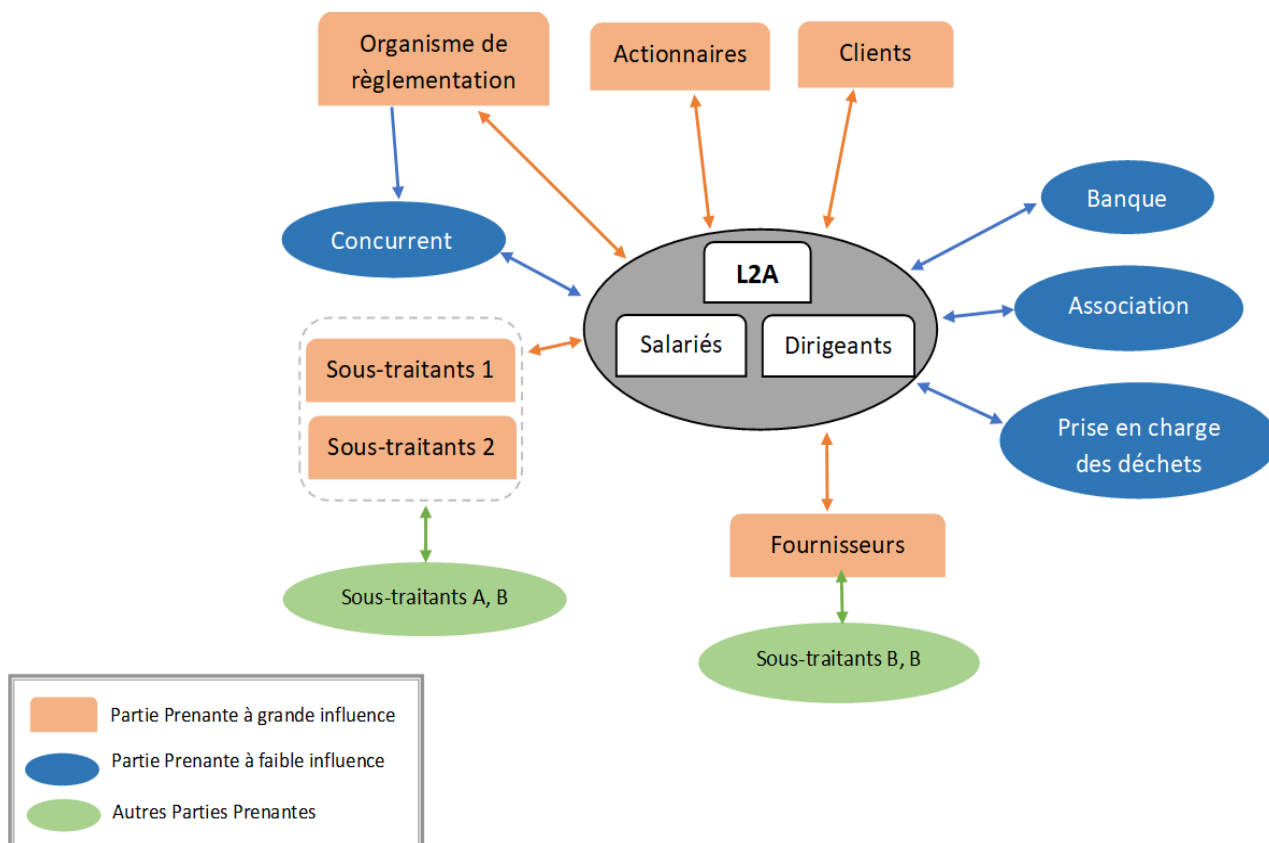 Organisme de
règlementation
Actionnaires
Clients
Banque
Concurrent
L2A
Association
Salariés
Dirigeants
Sous-traitants 1
Sous-traitants 2
Prise en charge
des déchets
Fournisseurs
Sous-traitants A, B
Sous-traitants B, B
Partie Prenante à grande influence
Partie Prenante à faible influence
Autres Parties Prenantes